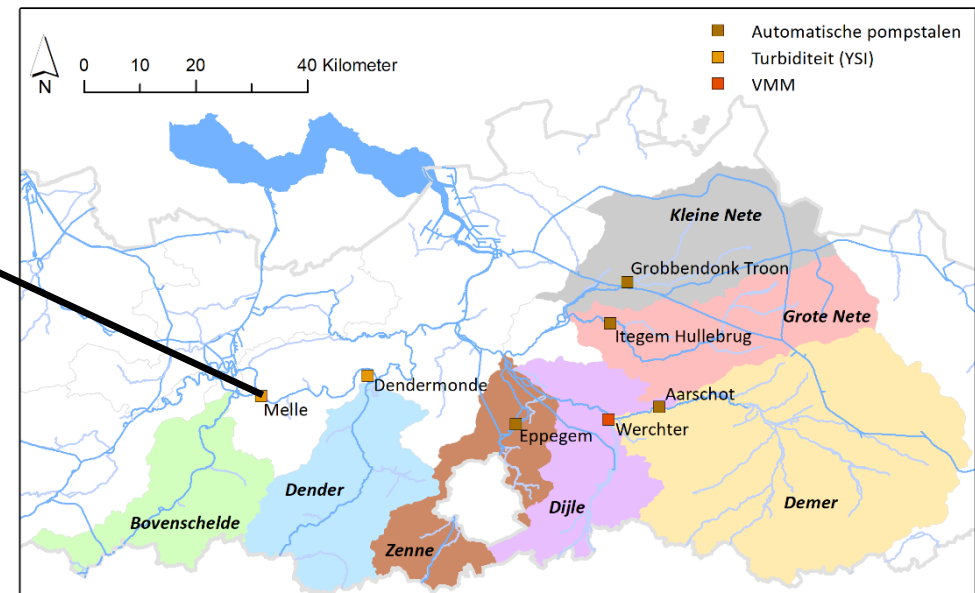 Automatische pompstalen
Turbiditeit (YSI)
VMM
0 10 20 40 Kilometer
N
Kleine Nete
Grobbendonk Troon
Grote Nete
Itegem Hullebrug
Dendermonde
Melle
Aarschot
Werchter
Eppegem
Dender
Bovenschelde
Dijle
Demer
Zenne